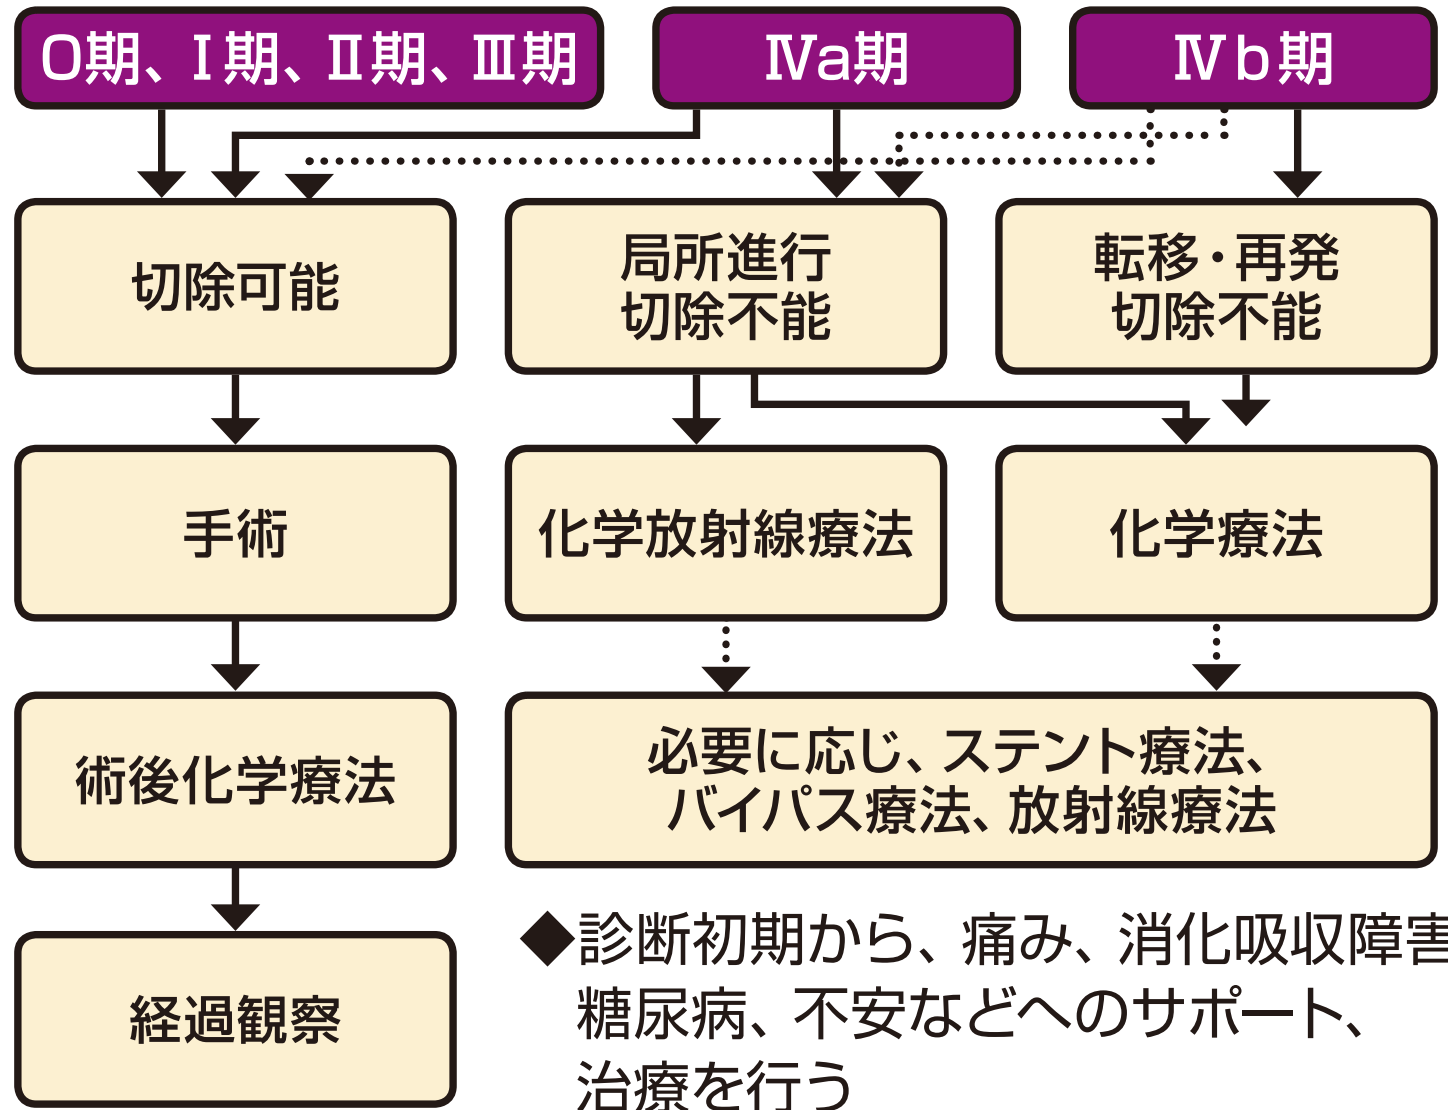 0期、Ⅰ期、Ⅱ期、Ⅲ期
Ⅳa期
Ⅳb期
切除可能
局所進行
切除不能
転移・再発
切除不能
手術
化学放射線療法
化学療法
術後化学療法
必要に応じ、ステント療法、
バイパス療法、放射線療法
経過観察
◆診断初期から、痛み、消化吸収障害
糖尿病、不安などへのサポート、
治療を行う